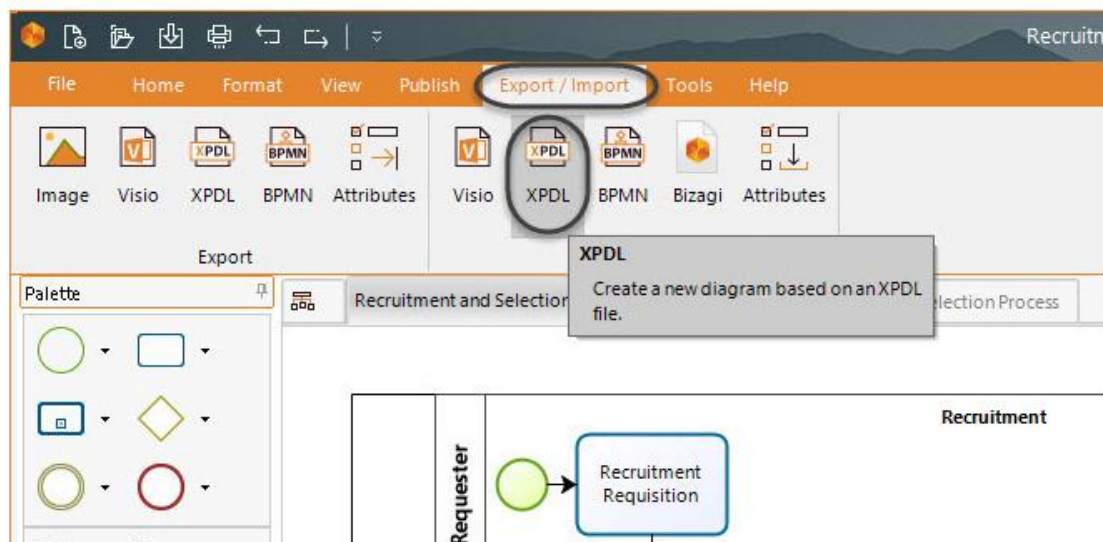 Recruitm
File Home Format View Publish Export / Import Tools Help
XPDL BPMN XPDL BPMN
Image Visio XPDL BPMN Attributes Visio XPDL BPMN Bizagi Attributes
Export
XPDL
Create a new diagram based on an XPDL
file.
Palette
Recruitment and Selection
election Process
Recruitment
Requester
Recruitment
Requisition